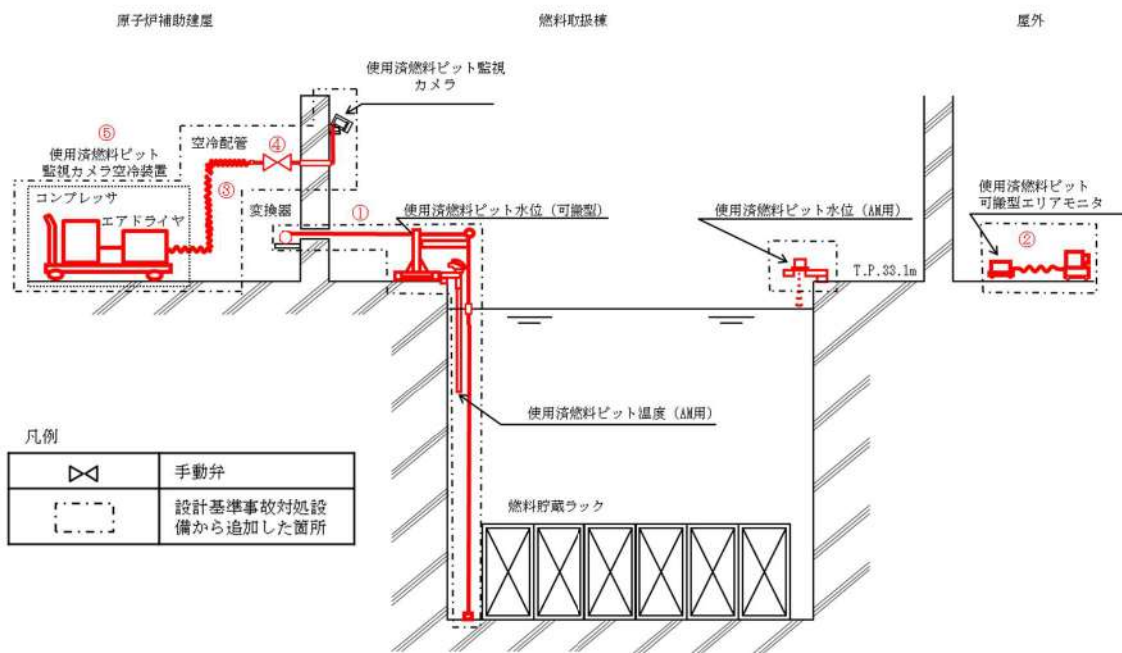 原子炉補助建屋
燃料取扱棟
屋外
使用済燃料ピット監視
カメラ
⑤
使用済燃料ピット
監視カメラ空冷装置
空冷配管
④
③
コンプレッサ
エアドライヤ
変換器
①
使用済燃料ピット水位（可搬型）
使用済燃料ピット水位（AM用）
T.P.33.1m
使用済燃料ピット
可搬型エリアモニタ
②
使用済燃料ピット温度（AM用）
燃料貯蔵ラック
凡例
手動弁
設計基準事故対処設
備から追加した箇所